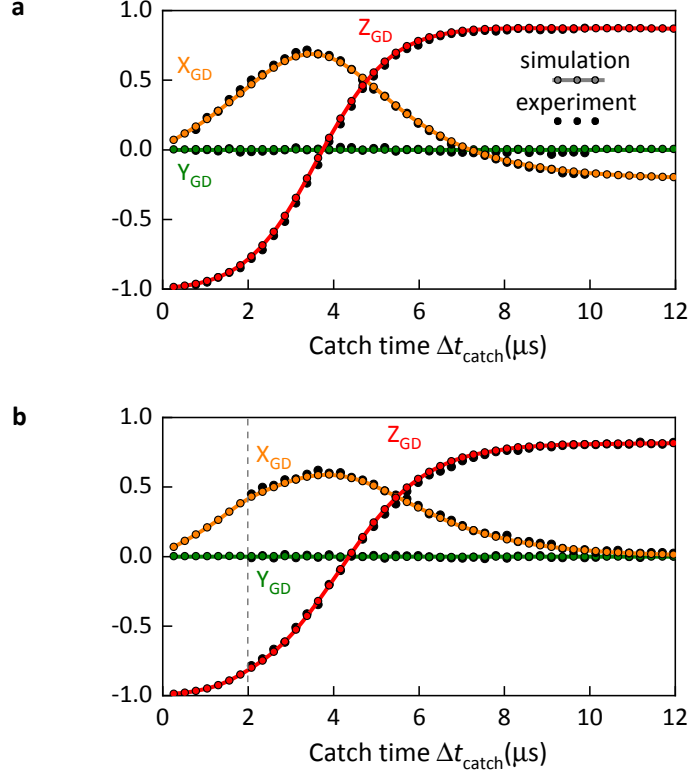 a
1.0
0.5
0.0
-0.5
-1.0
X_GD
Y_GD
Z_GD
simulation
experiment
0 2 4 6 8 10 12
Catch time Δt_catch(μs)
b
1.0
0.5
0.0
-0.5
-1.0
X_GD
Y_GD
Z_GD
0 2 4 6 8 10 12
Catch time Δt_catch(μs)